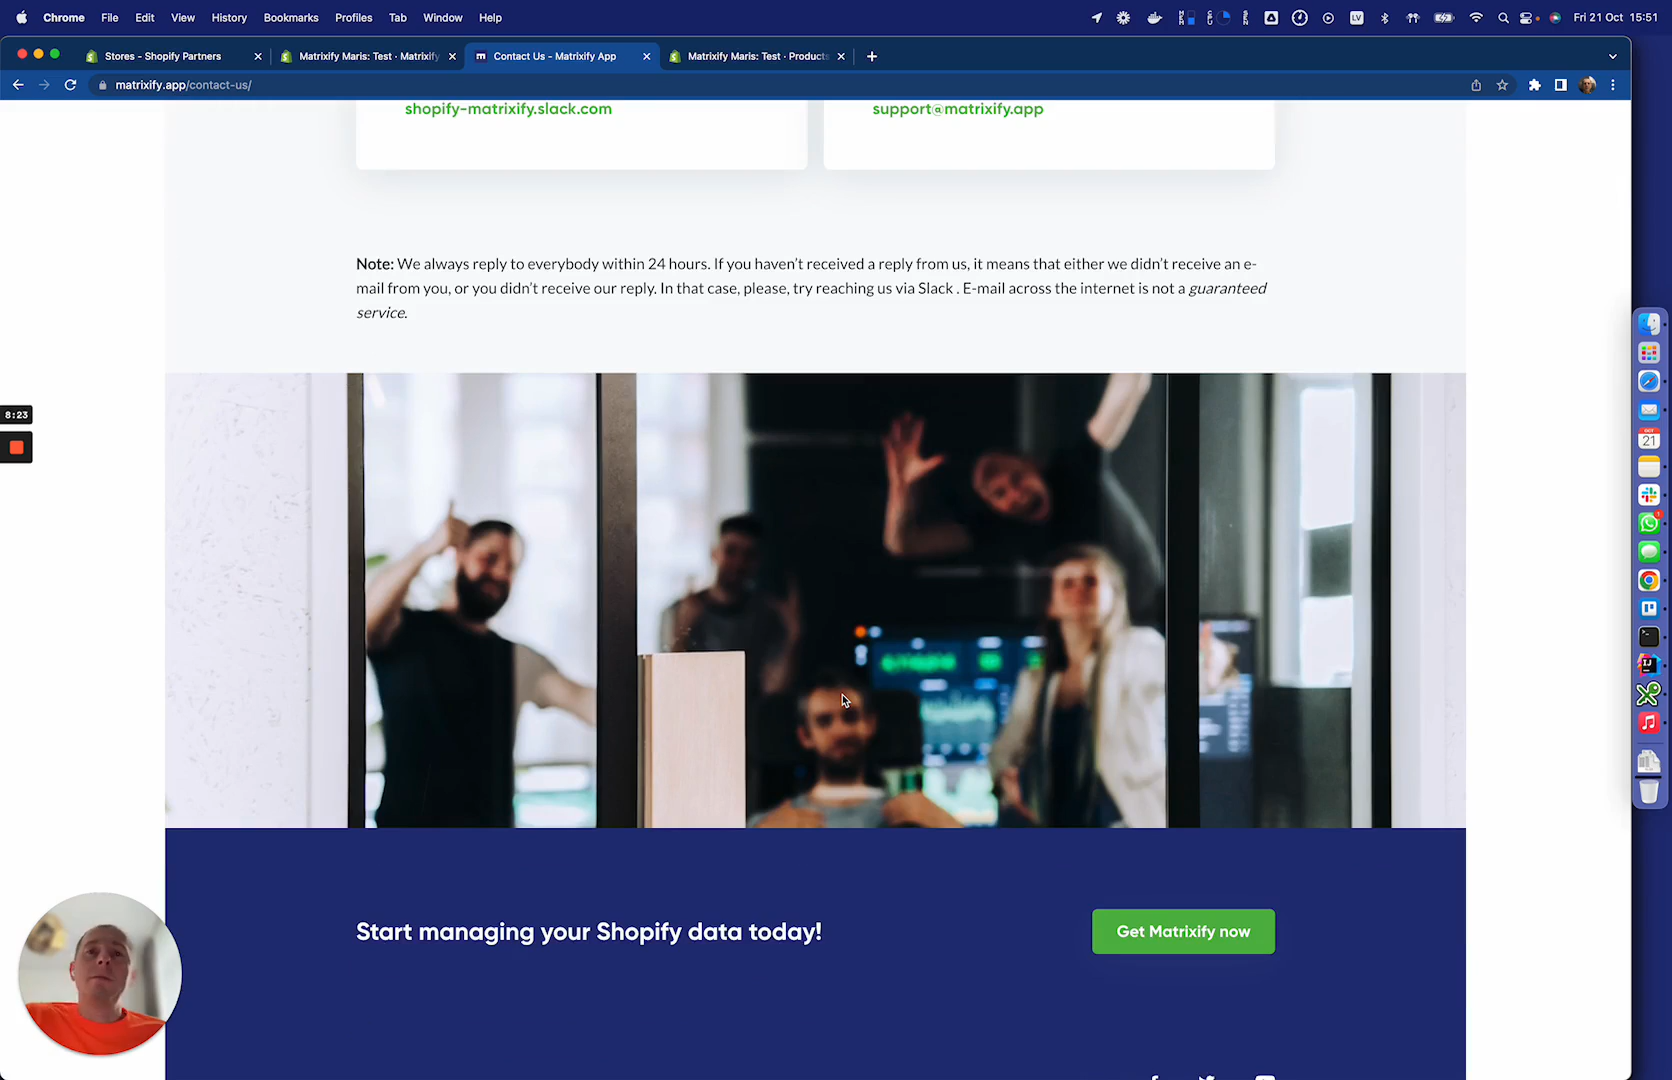 Chrome File Edit View History Bookmarks Profiles Tab Window Help
LV
Fri 21 Oct 15:51
Stores - Shopify Partners
Matrixify Maris: Test · Matrixify
m Contact Us - Matrixify App
Matrixify Maris: Test · Products
matrixify.app/contact-us/
shopify-matrixify.slack.com
support@matrixify.app
Note: We always reply to everybody within 24 hours. If you haven't received a reply from us, it means that either we didn't receive an e-
mail from you, or you didn't receive our reply. In that case, please, try reaching us via Slack . E-mail across the internet is not a guaranteed
service.
8:23
OCT
21
1
IJ
Start managing your Shopify data today!
Get Matrixify now